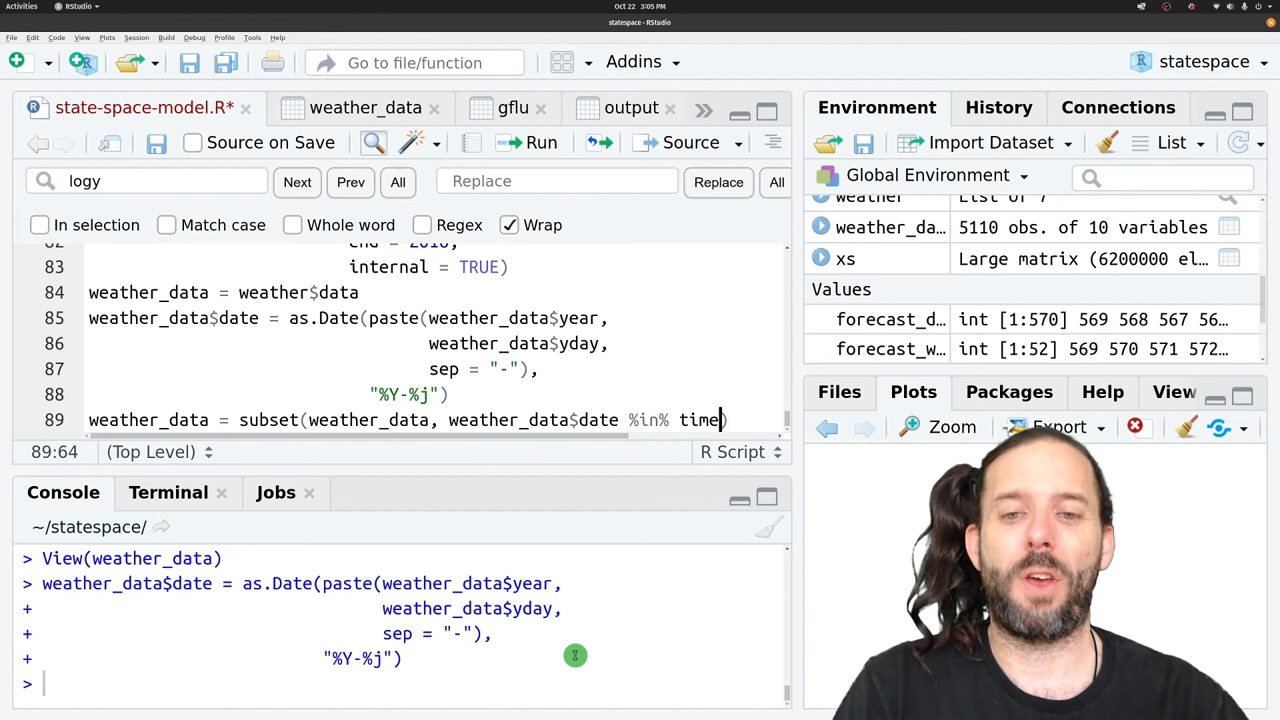 Activities RStudio Oct 22 3:05 PM
statespace - RStudio
File Edit Code View Plots Session Build Debug Profile Tools Help
Go to file/function Addins statespace
state-space-model.R* weather_data gflu output
Source on Save Run Source
logy Next Prev All Replace Replace All
In selection Match case Whole word Regex Wrap
82 end = 2016,
83 internal = TRUE)
84 weather_data = weather$data
85 weather_data$date = as.Date(paste(weather_data$year,
86 weather_data$yday,
87 sep = "-"),
88 "%Y-%j")
89 weather_data = subset(weather_data, weather_data$date %in% time)
89:64 (Top Level) R Script
Console Terminal Jobs
~/statespace/
> View(weather_data)
> weather_data$date = as.Date(paste(weather_data$year,
+ weather_data$yday,
+ sep = "-"),
+ "%Y-%j")
>
Environment History Connections
Import Dataset List
Global Environment
weather List of 7
weather_da… 5110 obs. of 10 variables
xs Large matrix (6200000 el…
Values
forecast_d… int [1:570] 569 568 567 56…
forecast_w… int [1:52] 569 570 571 572…
Files Plots Packages Help View
Zoom Export